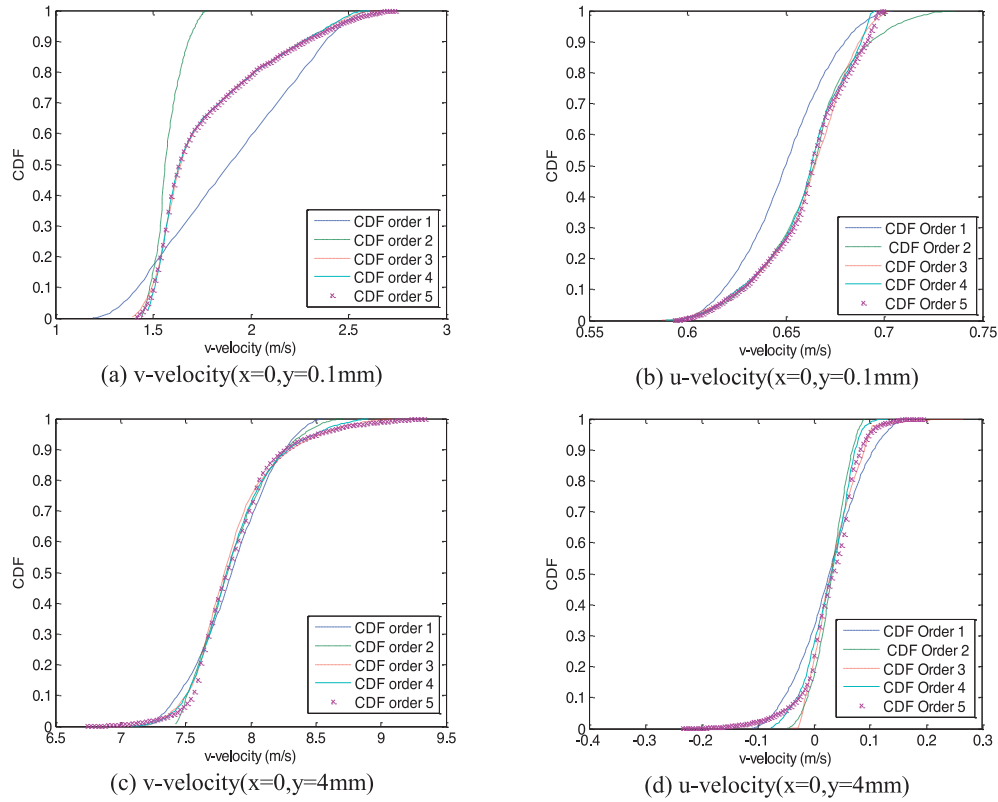 1
0.9
0.8
0.7
0.6
0.5
0.4
0.3
0.2
0.1
0
CDF
1
1.5
2
2.5
3
v-velocity (m/s)
CDF order 1
CDF order 2
CDF order 3
CDF order 4
CDF order 5
(a) v-velocity(x=0,y=0.1mm)
1
0.9
0.8
0.7
0.6
0.5
0.4
0.3
0.2
0.1
0
CDF
0.55
0.6
0.65
0.7
0.75
v-velocity (m/s)
CDF Order 1
CDF Order 2
CDF Order 3
CDF Order 4
CDF Order 5
(b) u-velocity(x=0,y=0.1mm)
1
0.9
0.8
0.7
0.6
0.5
0.4
0.3
0.2
0.1
0
CDF
6.5
7
7.5
8
8.5
9
9.5
v-velocity (m/s)
CDF order 1
CDF order 2
CDF order 3
CDF order 4
CDF order 5
(c) v-velocity(x=0,y=4mm)
1
0.9
0.8
0.7
0.6
0.5
0.4
0.3
0.2
0.1
0
CDF
-0.4
-0.3
-0.2
-0.1
0
0.1
0.2
0.3
v-velocity (m/s)
CDF Order 1
CDF Order 2
CDF Order 3
CDF Order 4
CDF Order 5
(d) u-velocity(x=0,y=4mm)